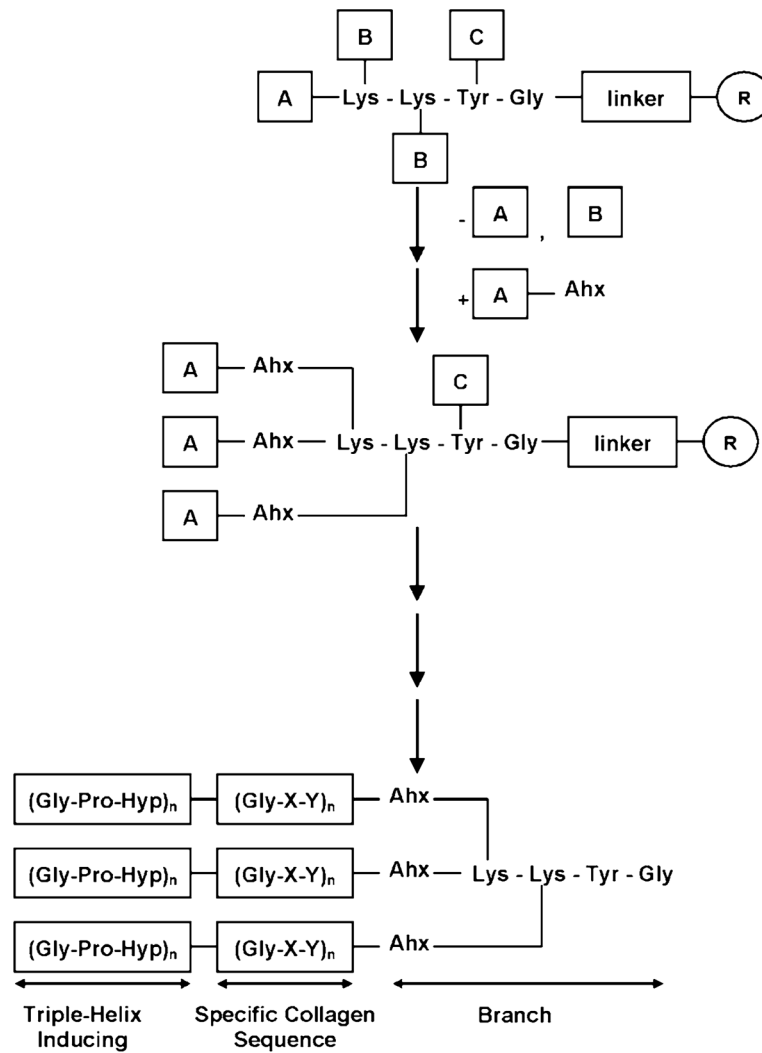 B
C
A
Lys - Lys - Tyr - Gly
linker
R
B
- A , B
+ A Ahx
A Ahx
C
A Ahx Lys - Lys - Tyr - Gly linker R
A Ahx
(Gly-Pro-Hyp)n (Gly-X-Y)n Ahx
(Gly-Pro-Hyp)n (Gly-X-Y)n Ahx Lys - Lys - Tyr - Gly
(Gly-Pro-Hyp)n (Gly-X-Y)n Ahx
Triple-Helix
Inducing
Specific Collagen
Sequence
Branch